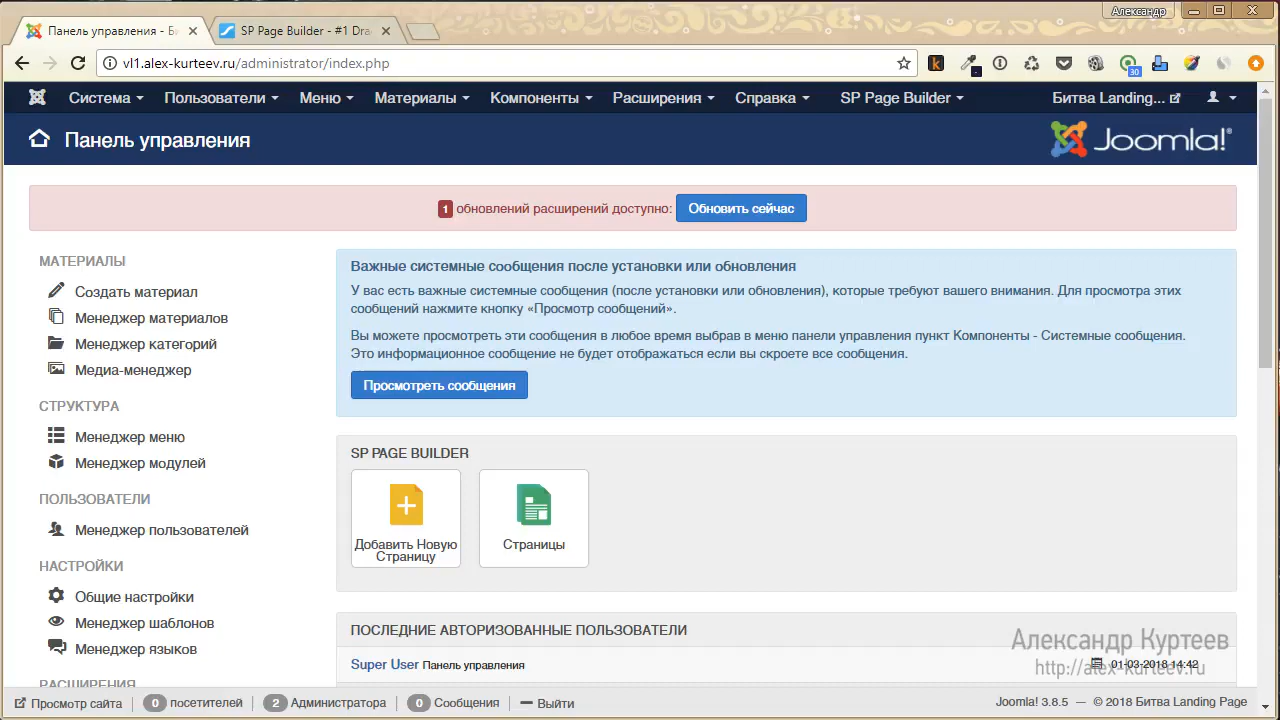 Александр
Панель управления - Би
SP Page Builder - #1 Dra
vl1.alex-kurteev.ru/administrator/index.php
30
Система
Пользователи
Меню
Материалы
Компоненты
Расширения
Справка
SP Page Builder
Битва Landing...
Панель управления
Joomla!®
1 обновлений расширений доступно: Обновить сейчас
МАТЕРИАЛЫ
Создать материал
Менеджер материалов
Менеджер категорий
Медиа-менеджер
СТРУКТУРА
Менеджер меню
Менеджер модулей
ПОЛЬЗОВАТЕЛИ
Менеджер пользователей
НАСТРОЙКИ
Общие настройки
Менеджер шаблонов
Менеджер языков
РАСШИРЕНИЯ
Важные системные сообщения после установки или обновления
У вас есть важные системные сообщения (после установки или обновления), которые требуют вашего внимания. Для просмотра этих
сообщений нажмите кнопку «Просмотр сообщений».
Вы можете просмотреть эти сообщения в любое время выбрав в меню панели управления пункт Компоненты - Системные сообщения.
Это информационное сообщение не будет отображаться если вы скроете все сообщения.
Просмотреть сообщения
SP PAGE BUILDER
Добавить Новую
Страницу
Страницы
ПОСЛЕДНИЕ АВТОРИЗОВАННЫЕ ПОЛЬЗОВАТЕЛИ
Super User Панель управления
01-03-2018 14:42
Александр Куртеев
http://alex-kurteev.ru
Просмотр сайта
0 посетителей
2 Администратора
0 Сообщения
Выйти
Joomla! 3.8.5 — © 2018 Битва Landing Page